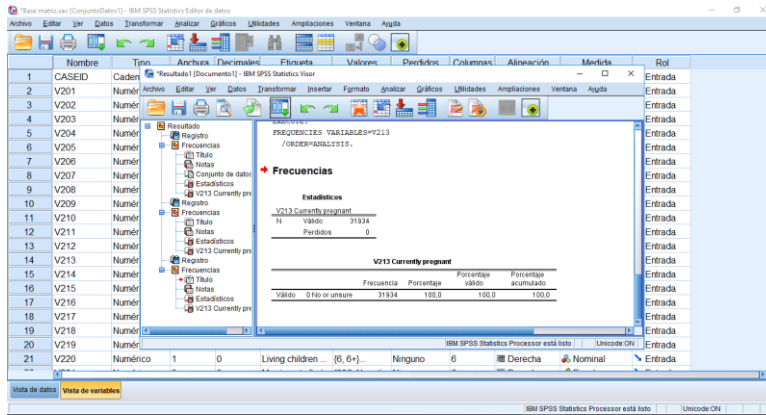 *Base matriz.sav [ConjuntoDatos1] - IBM SPSS Statistics Editor de datos
Archivo Editar Ver Datos Transformar Analizar Gráficos Utilidades Ampliaciones Ventana Ayuda
Nombre Tipo Anchura Decimales Etiqueta Valores Perdidos Columnas Alineación Medida Rol
1 CASEID Caden Entrada
2 V201 Numér Entrada
3 V202 Numér Entrada
4 V203 Numér Entrada
5 V204 Numér Entrada
6 V205 Numér Entrada
7 V206 Numér Entrada
8 V207 Numér Entrada
9 V208 Numér Entrada
10 V209 Numér Entrada
11 V210 Numér Entrada
12 V211 Numér Entrada
13 V212 Numér Entrada
14 V213 Numér Entrada
15 V214 Numér Entrada
16 V215 Numér Entrada
17 V216 Numér Entrada
18 V217 Numér Entrada
19 V218 Numér Entrada
20 V219 Numér Entrada
21 V220 Numérico 1 0 Living children ... {6, 6+}... Ninguno 6 Derecha Nominal Entrada
*Resultado1 [Documento1] - IBM SPSS Statistics Visor
Archivo Editar Ver Datos Transformar Insertar Formato Analizar Gráficos Utilidades Ampliaciones Ventana Ayuda
Resultado
Registro
Frecuencias
Título
Notas
Conjunto de datos
Estadísticos
V213 Currently pre
Registro
Frecuencias
Título
Notas
Estadísticos
V213 Currently pre
Registro
Frecuencias
Título
Notas
Estadísticos
V213 Currently pre
EXECUTE.
FREQUENCIES VARIABLES=V213
/ORDER=ANALYSIS.
Frecuencias
Estadísticos
V213 Currently pregnant
N Válido 31934
Perdidos 0
V213 Currently pregnant
Frecuencia Porcentaje Porcentaje válido Porcentaje acumulado
Válido 0 No or unsure 31934 100,0 100,0 100,0
IBM SPSS Statistics Processor está listo Unicode:ON
Vista de datos Vista de variables
IBM SPSS Statistics Processor está listo Unicode:ON